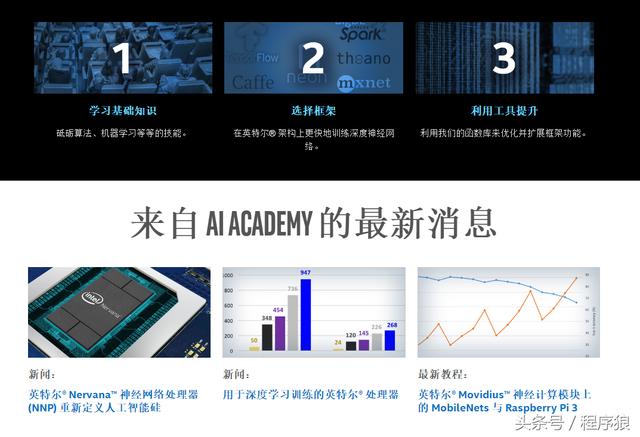 1
2
3
Spark
Flow
theano
Caffe
neon
mxnet
学习基础知识
选择框架
利用工具提升
砥砺算法、机器学习等等的技能。
在英特尔® 架构上更快地训练深度神经网
络。
利用我们的函数库来优化并扩展框架功能。
来自 AI ACADEMY 的最新消息
intel
Nervana
1000
800
600
400
200
0
50
348
454
736
947
24
120
145
226
268
新闻：
英特尔® Nervana™ 神经网络处理器
(NNP) 重新定义人工智能硅
新闻：
用于深度学习训练的英特尔® 处理器
最新教程：
英特尔® Movidius™ 神经计算模块上
的 MobileNets 与 Raspberry Pi 3
头条号 / 程序狼